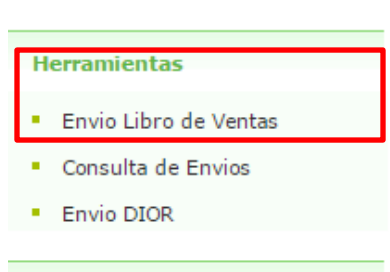 Herramientas
Envio Libro de Ventas
Consulta de Envios
Envio DIOR